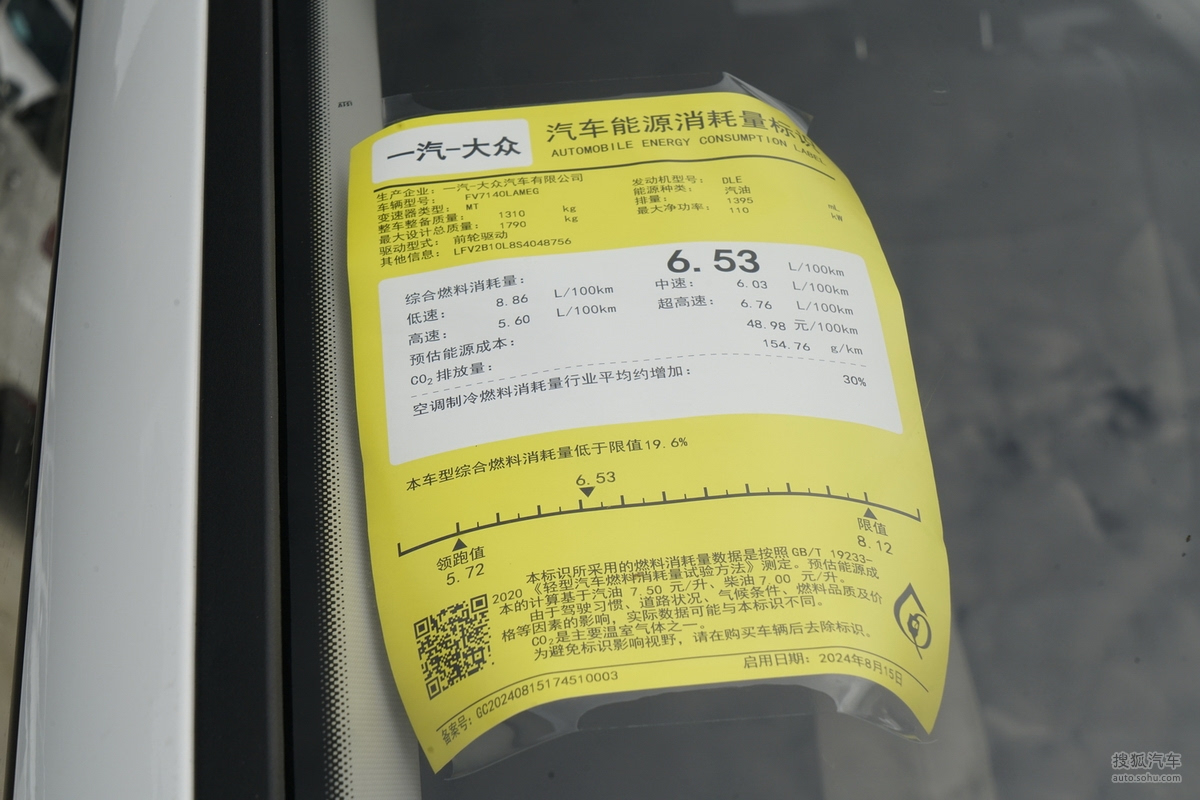 一汽-大众
汽车能源消耗量标识
AUTOMOBILE ENERGY CONSUMPTION LABEL
生产企业: 一汽-大众汽车有限公司
车辆型号: FV7140LAMEG
变速器类型: MT
整车整备质量: 1310 kg
最大设计总质量: 1790 kg
驱动型式: 前轮驱动
其他信息: LFV2B10L8S4048756
发动机型号: DLE
能源种类: 汽油
排量: 1395 mL
最大净功率: 110 kW
综合燃料消耗量: 6.53 L/100km
低速: 8.86 L/100km 中速: 6.03 L/100km
高速: 5.60 L/100km 超高速: 6.76 L/100km
预估能源成本: 48.98 元/100km
CO₂排放量: 154.76 g/km
空调制冷燃料消耗量行业平均约增加: 30%
本车型综合燃料消耗量低于限值19.6%
6.53
领跑值
5.72
限值
8.12
本标识所采用的燃料消耗量数据是按照GB/T 19233-
2020《轻型汽车燃料消耗量试验方法》测定。预估能源成
本的计算基于汽油 7.50 元/升、柴油 7.00 元/升。
由于驾驶习惯、道路状况、气候条件、燃料品质及价
格等因素的影响,实际数据可能与本标识不同。
CO₂是主要温室气体之一。
为避免标识影响视野,请在购买车辆后去除标识。
备案号: GC20240815174510003
启用日期: 2024年8月15日
搜狐汽车
auto.sohu.com